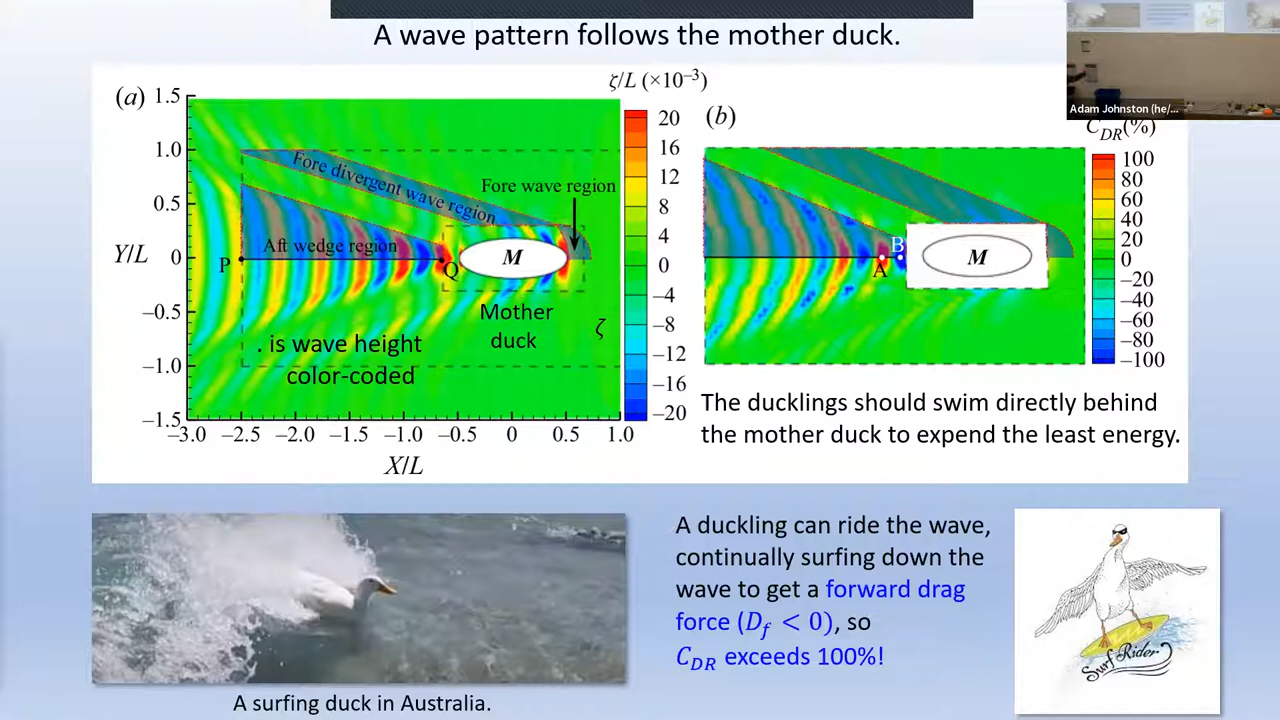 A wave pattern follows the mother duck.
Adam Johnston (he/...
(a)
ζ/L (×10⁻³)
1.5
1.0
0.5
0
−0.5
−1.0
−1.5
Y/L
Fore divergent wave region
Fore wave region
Aft wedge region
P
Q
M
Mother
duck
ζ
. is wave height
color-coded
−3.0 −2.5 −2.0 −1.5 −1.0 −0.5 0 0.5 1.0
X/L
20
16
12
8
4
0
−4
−8
−12
−16
−20
(b)
B
A
M
C_DR(%)
100
80
60
40
20
0
−20
−40
−60
−80
−100
The ducklings should swim directly behind
the mother duck to expend the least energy.
A surfing duck in Australia.
A duckling can ride the wave,
continually surfing down the
wave to get a forward drag
force (D_f < 0), so
C_DR exceeds 100%!
Surf Rider